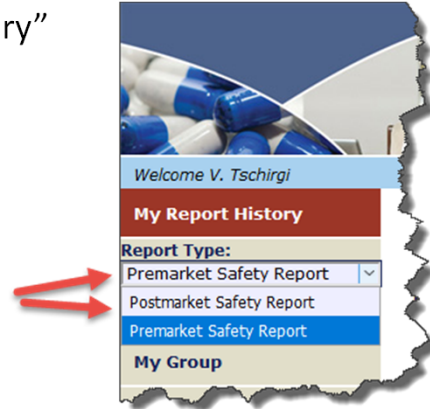 ry”
Welcome V. Tschirgi
My Report History
Report Type:
Premarket Safety Report
Postmarket Safety Report
Premarket Safety Report
My Group